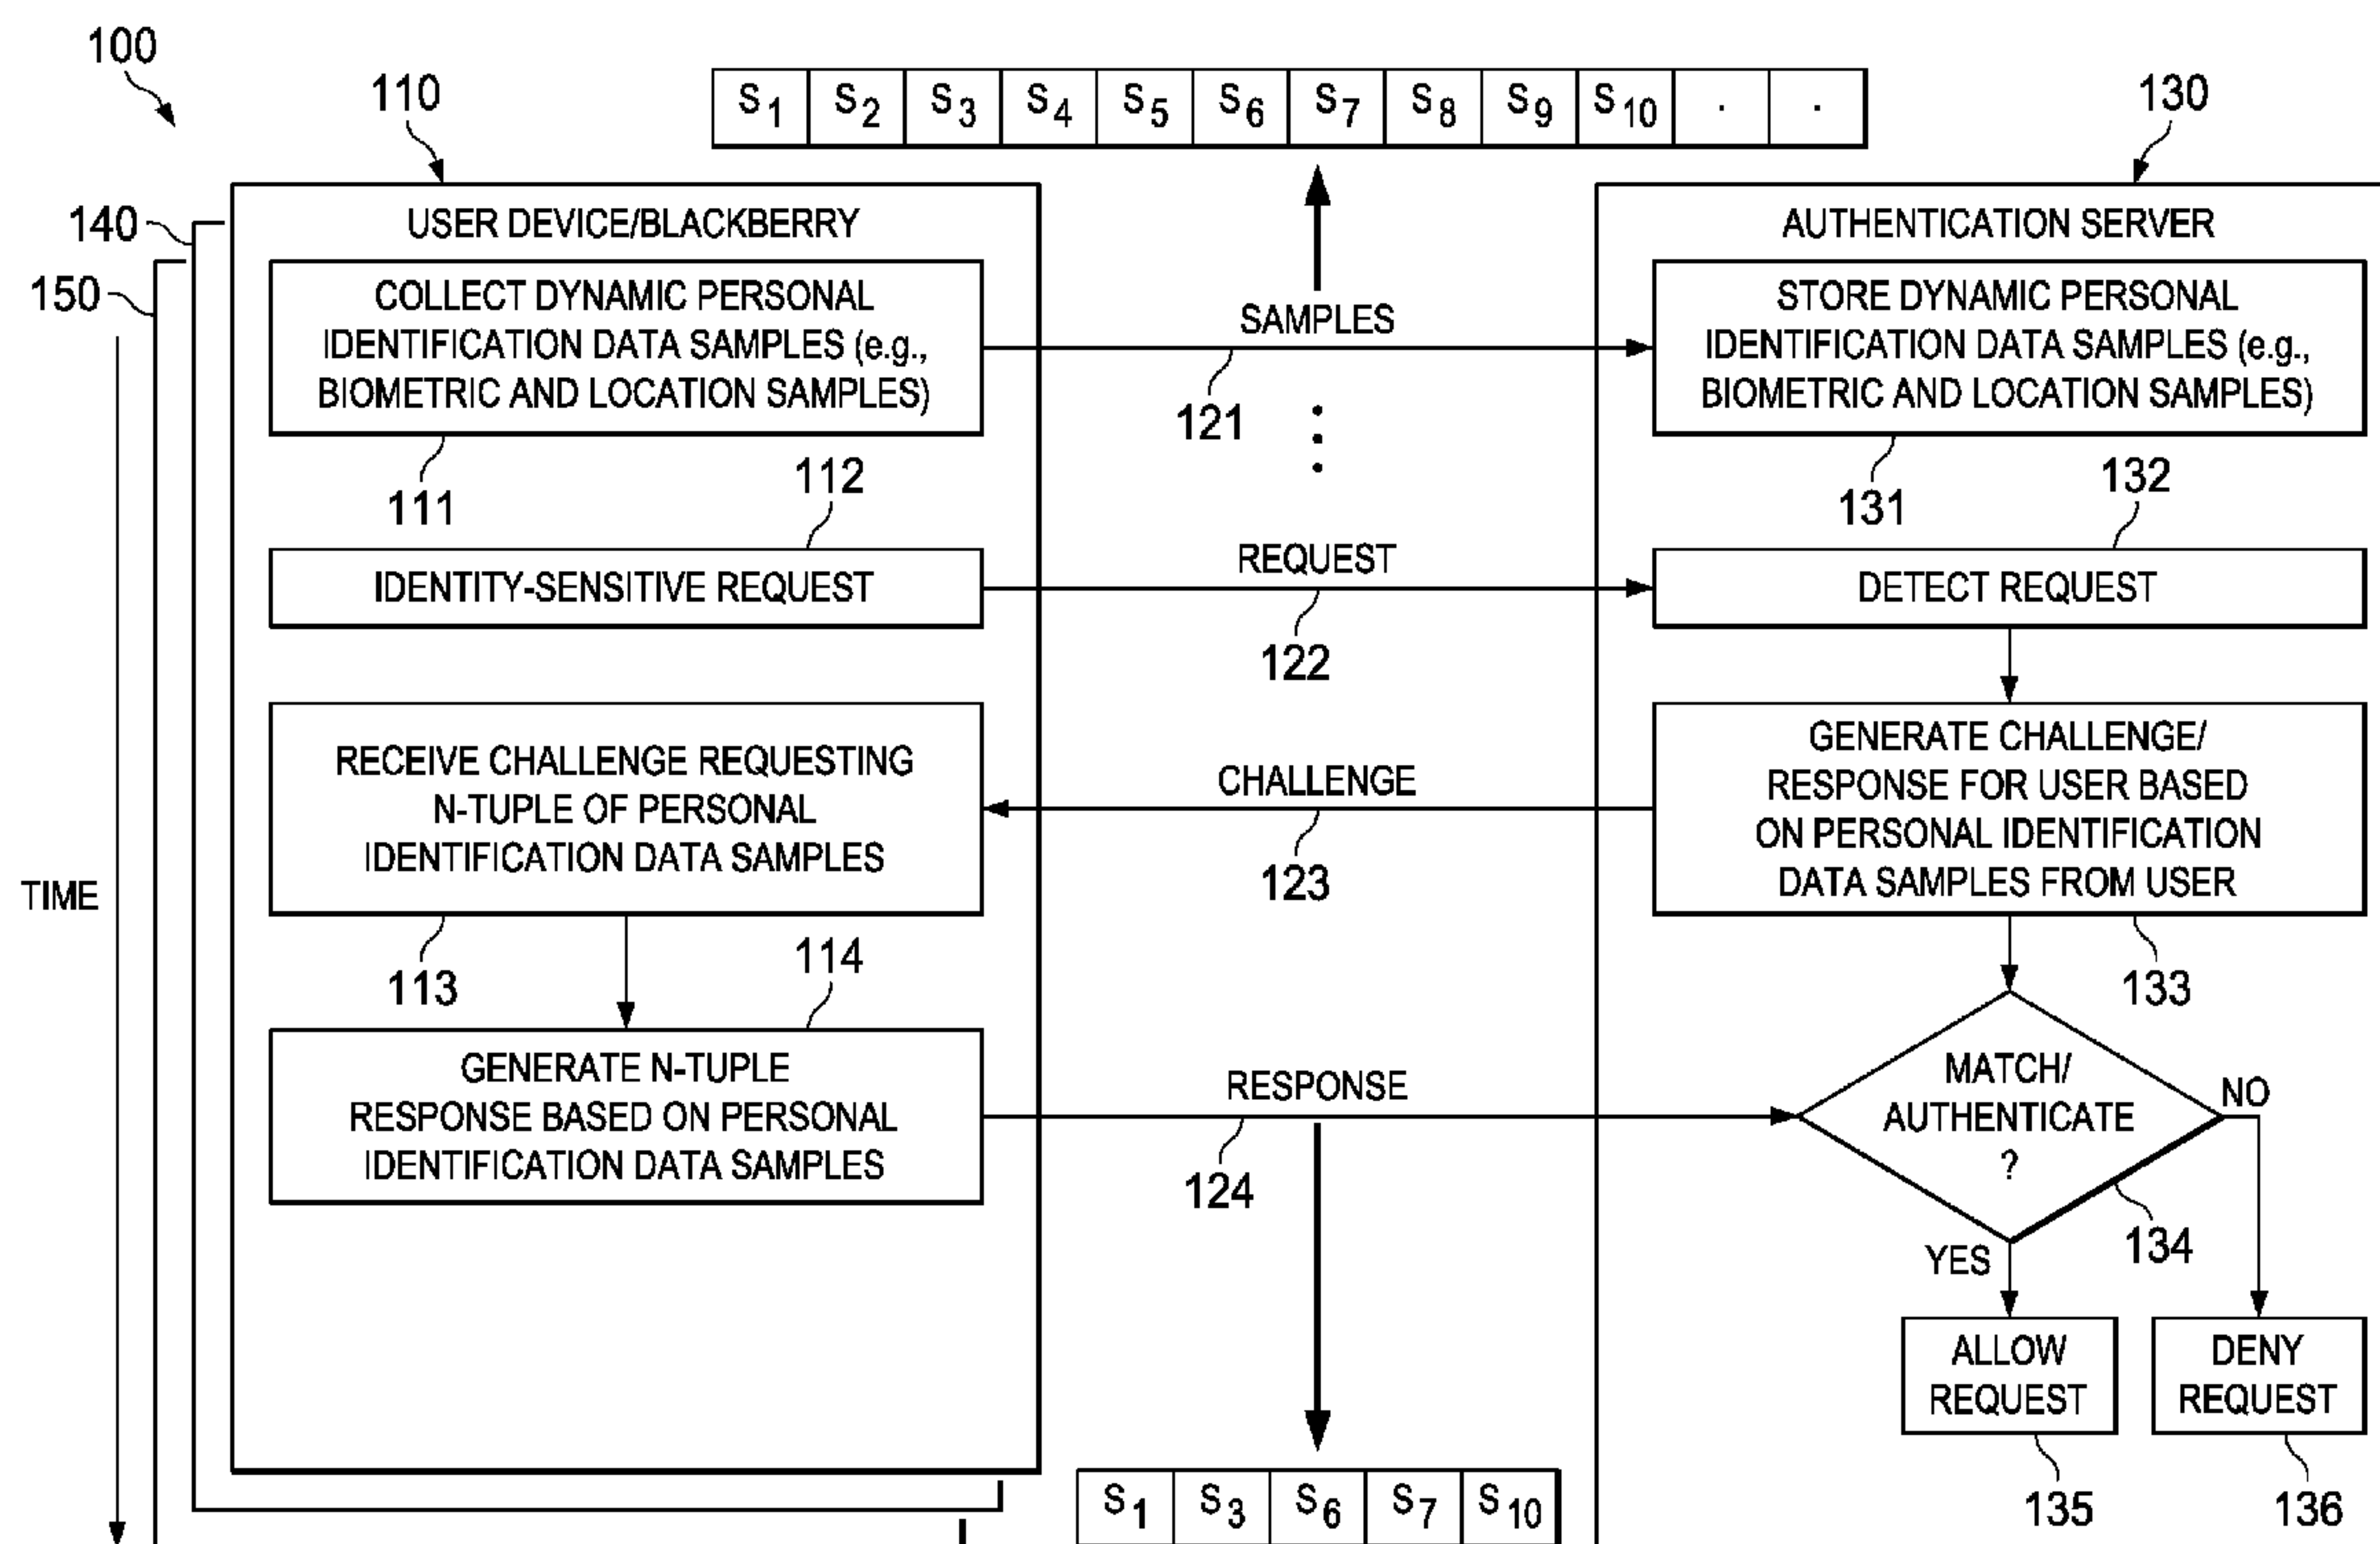 100
110
S1 S2 S3 S4 S5 S6 S7 S8 S9 S10 . .
130
140
150
USER DEVICE/BLACKBERRY
COLLECT DYNAMIC PERSONAL
IDENTIFICATION DATA SAMPLES (e.g.,
BIOMETRIC AND LOCATION SAMPLES)
111
112
IDENTITY-SENSITIVE REQUEST
RECEIVE CHALLENGE REQUESTING
N-TUPLE OF PERSONAL
IDENTIFICATION DATA SAMPLES
113
114
GENERATE N-TUPLE
RESPONSE BASED ON PERSONAL
IDENTIFICATION DATA SAMPLES
TIME
SAMPLES
121
REQUEST
122
CHALLENGE
123
RESPONSE
124
S1 S3 S6 S7 S10
AUTHENTICATION SERVER
STORE DYNAMIC PERSONAL
IDENTIFICATION DATA SAMPLES (e.g.,
BIOMETRIC AND LOCATION SAMPLES)
131
132
DETECT REQUEST
GENERATE CHALLENGE/
RESPONSE FOR USER BASED
ON PERSONAL IDENTIFICATION
DATA SAMPLES FROM USER
133
MATCH/
AUTHENTICATE
?
NO
134
YES
ALLOW
REQUEST
135
DENY
REQUEST
136